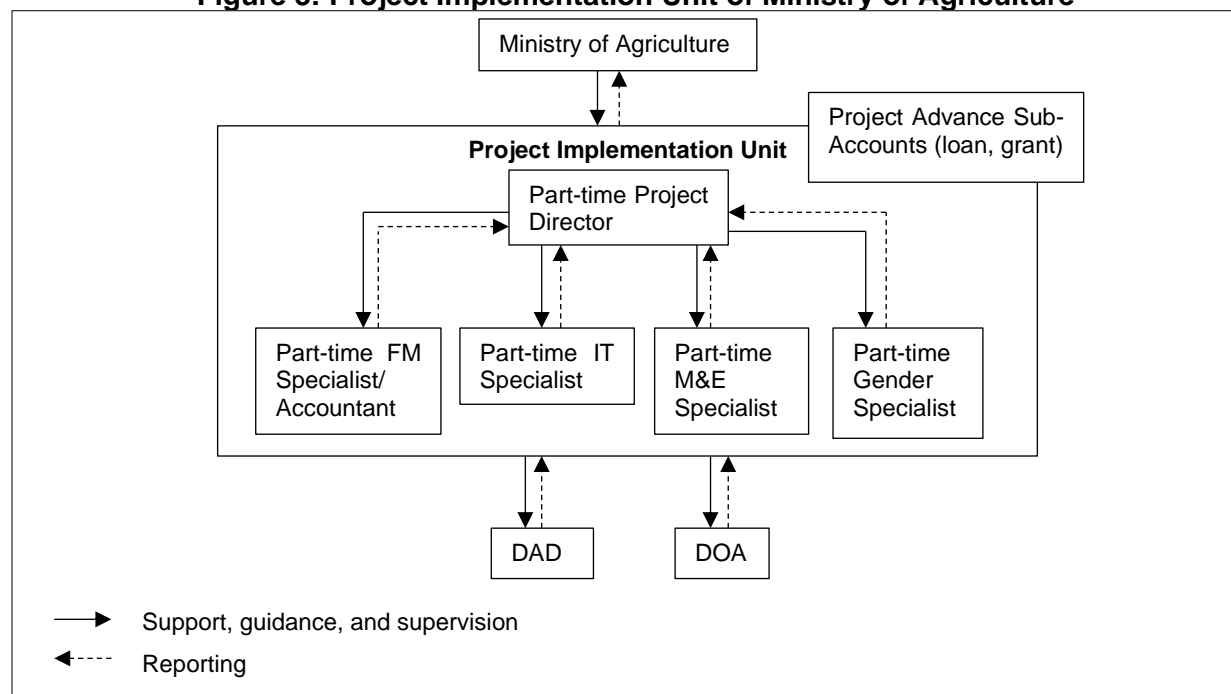 Ministry of Agriculture
Project Advance Sub-
Accounts (loan, grant)
Project Implementation Unit
Part-time Project
Director
Part-time FM
Specialist/
Accountant
Part-time IT
Specialist
Part-time
M&E
Specialist
Part-time
Gender
Specialist
DAD
DOA
Support, guidance, and supervision
Reporting